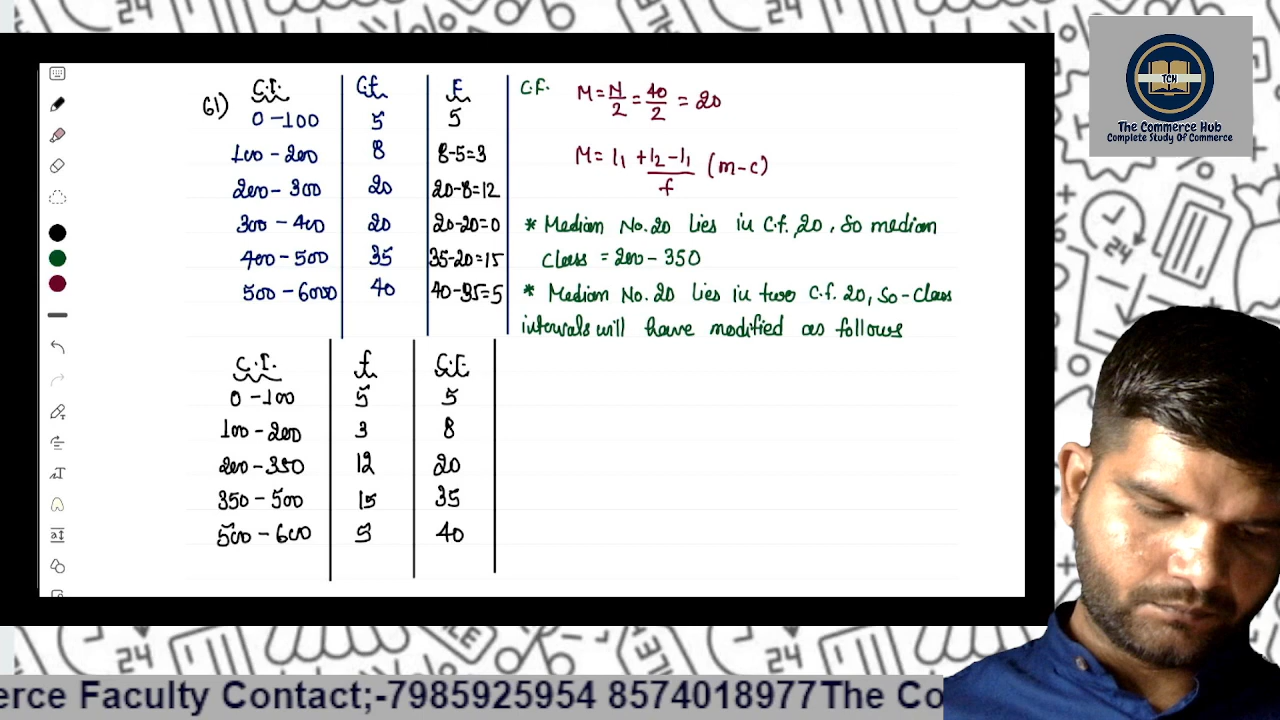 The Commerce Hub
Complete Study Of Commerce
TCH
61)
C.I. C.f. F C.F.
0-100 5 5
100-200 8 8-5=3
200-300 20 20-8=12
300-400 20 20-20=0
400-500 35 35-20=15
500-6000 40 40-35=5
M=N/2=40/2=20
M= l₁ + l₂-l₁/f (m-c)
* Median No.20 lies in C.f. 20, So median
class = 200-350
* Median No.20 lies in two C.f. 20, So-class
intervals will have modified as follows
C.I. f C.F.
0-100 5 5
100-200 3 8
200-350 12 20
350-500 15 35
500-600 5 40
erce Faculty Contact;-7985925954 8574018977 The Co